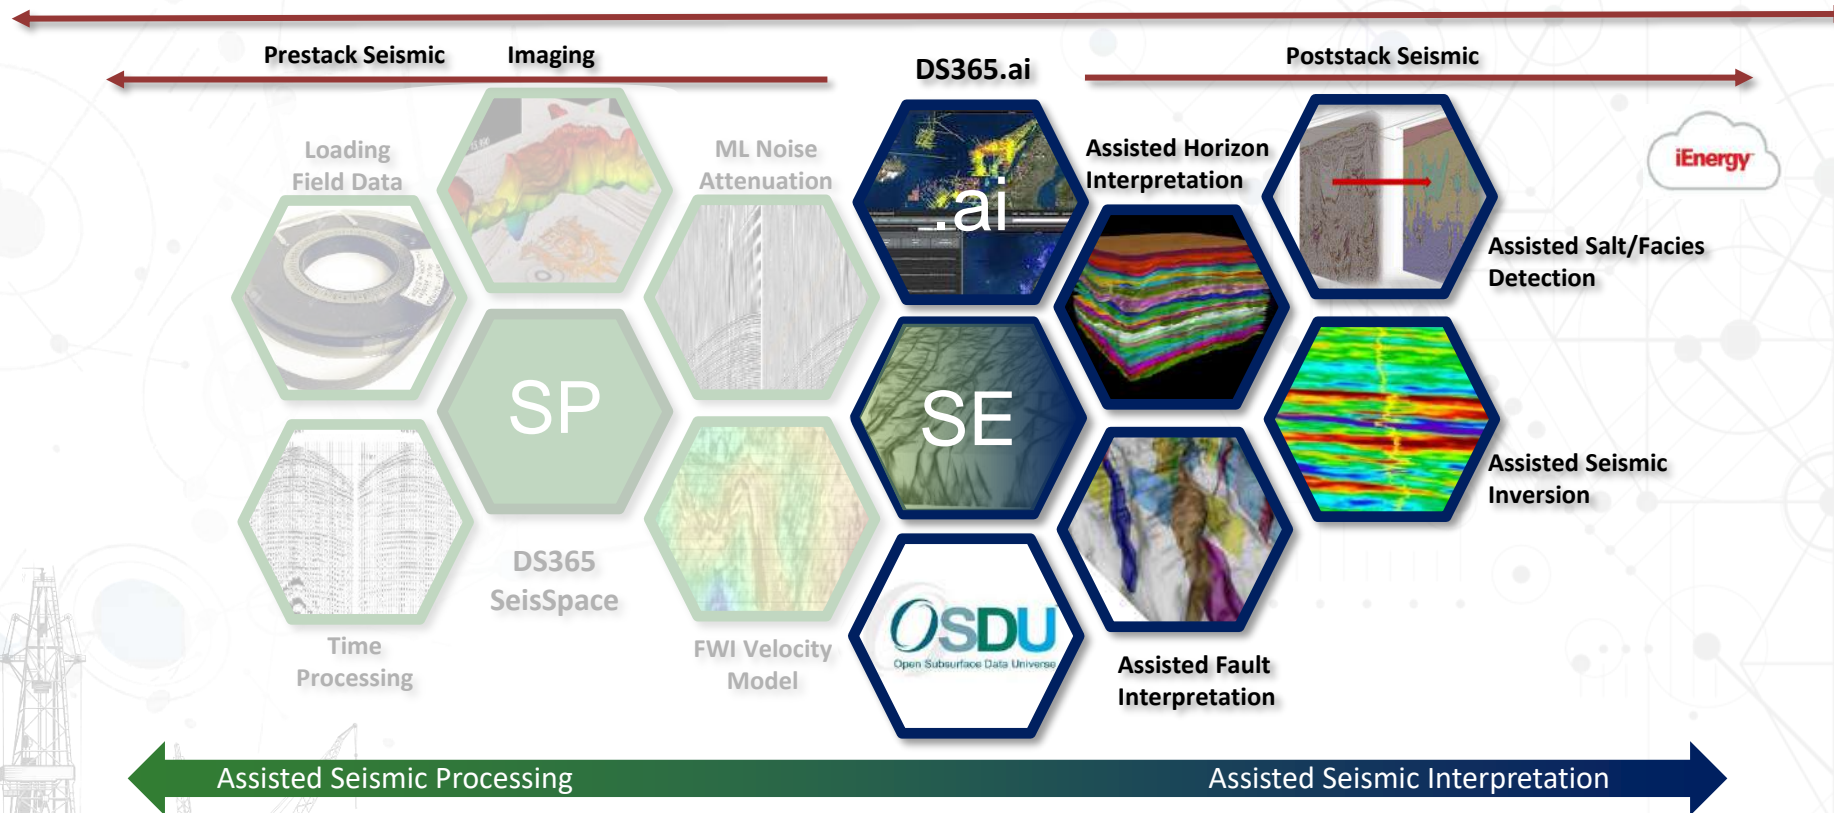 Prestack Seismic
Imaging
DS365.ai
Poststack Seismic
Loading
Field Data
ML Noise
Attenuation
.ai
Assisted Horizon
Interpretation
iEnergy
Assisted Salt/Facies
Detection
SP
SE
Assisted Seismic
Inversion
DS365
SeisSpace
OSDU
Open Subsurface Data Universe
Time
Processing
FWI Velocity
Model
Assisted Fault
Interpretation
Assisted Seismic Processing
Assisted Seismic Interpretation